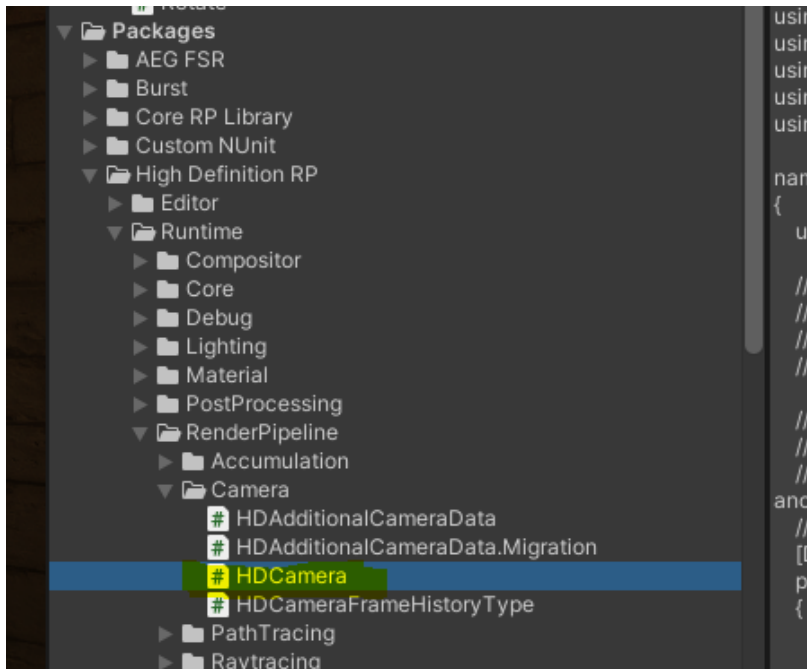 Rotate
Packages
AEG FSR
Burst
Core RP Library
Custom NUnit
High Definition RP
Editor
Runtime
Compositor
Core
Debug
Lighting
Material
PostProcessing
RenderPipeline
Accumulation
Camera
# HDAdditionalCameraData
# HDAdditionalCameraData.Migration
# HDCamera
# HDCameraFrameHistoryType
PathTracing
Raytracing
{
//
//
//
//
//
//
//
//
{